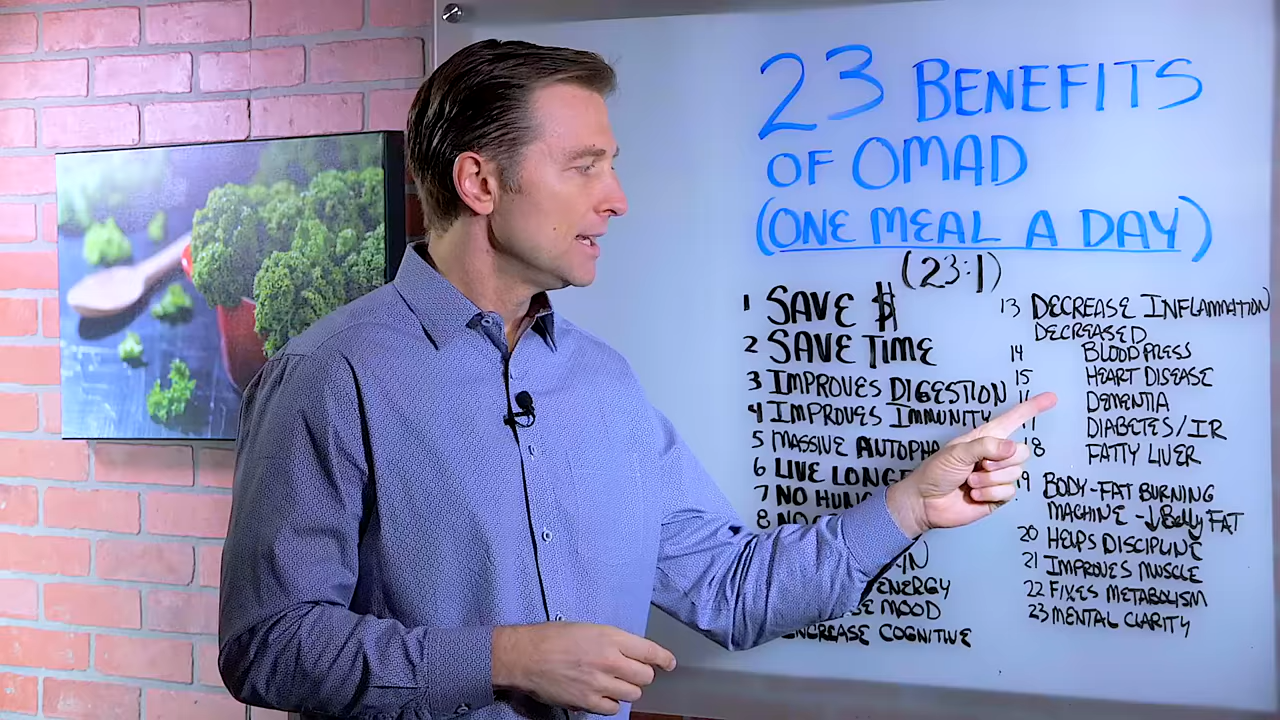 23 BENEFITS
OF OMAD
(ONE MEAL A DAY)
(23:1)
1 SAVE $
2 SAVE TIME
3 IMPROVES DIGESTION
4 IMPROVES IMMUNITY
5 MASSIVE
6 LIVE
7 NO
8
ENERGY
MOOD
INCREASE COGNITIVE
13 DECREASE INFLAMMATION
DECREASED
14 BLOOD PRESS
15 HEART DISEASE
DEMENTIA
DIABETES/IR
18 FATTY LIVER
19 BODY-FAT BURNING
MACHINE - ↓ Belly FAT
20 HELPS DISCIPLINE
21 IMPROVES MUSCLE
22 FIXES METABOLISM
23 MENTAL CLARITY